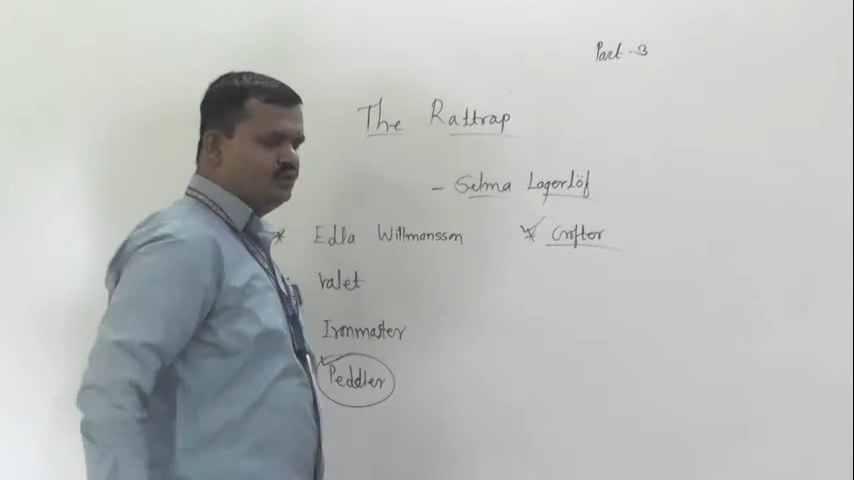 Part - 3
The Rattrap
- Selma Lagerlöf
* Edla Willmansson * Crofter
Valet
Ironmaster
Peddler